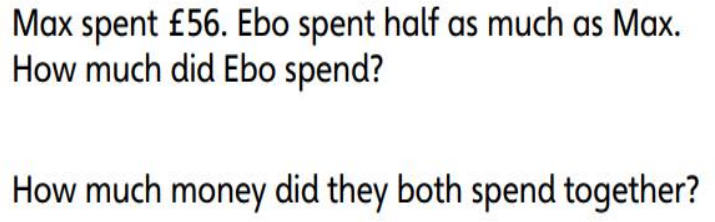 Max spent £56. Ebo spent half as much as Max.
How much did Ebo spend?
How much money did they both spend together?